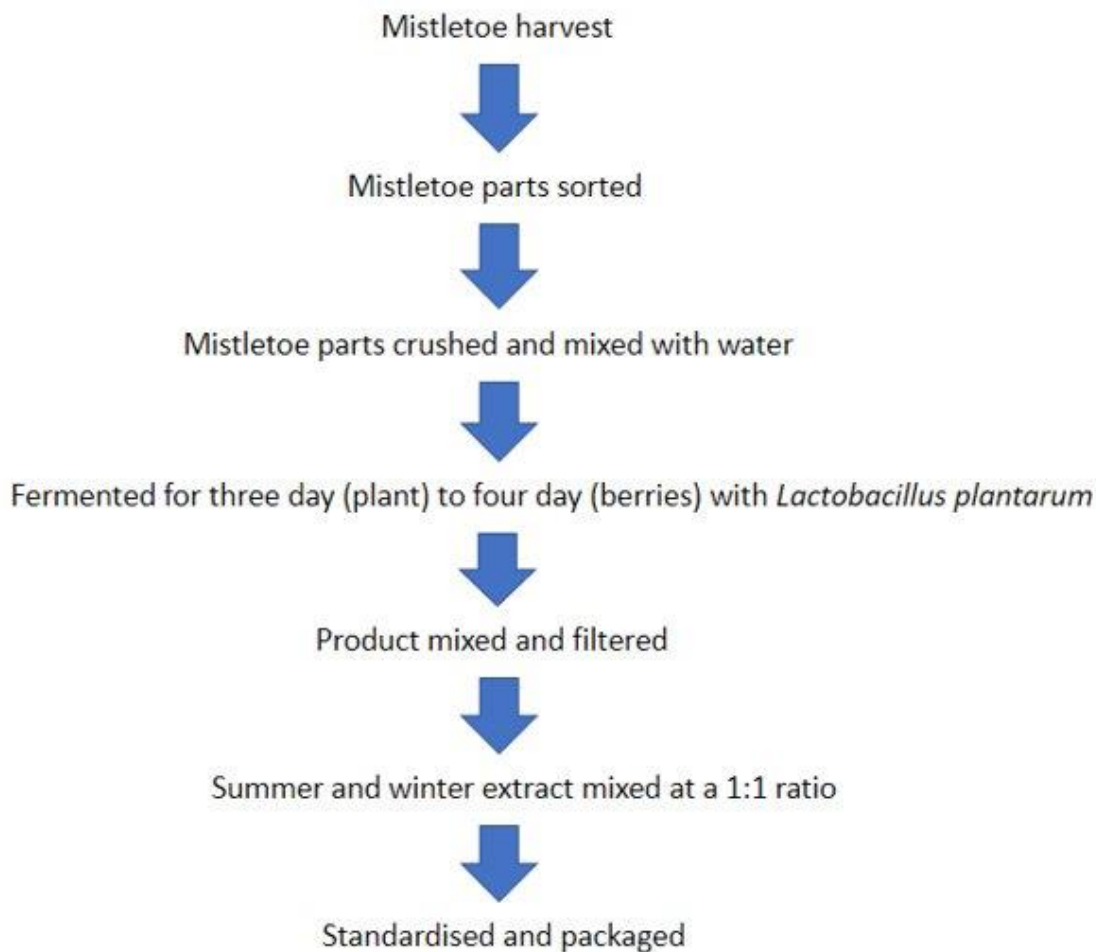 Mistletoe harvest
Mistletoe parts sorted
Mistletoe parts crushed and mixed with water
Fermented for three day (plant) to four day (berries) with Lactobacillus plantarum
Product mixed and filtered
Summer and winter extract mixed at a 1:1 ratio
Standardised and packaged